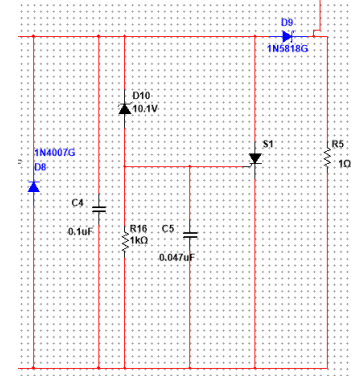 D9
1N5818G
D10
10.1V
S1
1N4007G
D8
R5
1Ω
C4
0.1uF
R16
1kΩ
C5
0.047uF